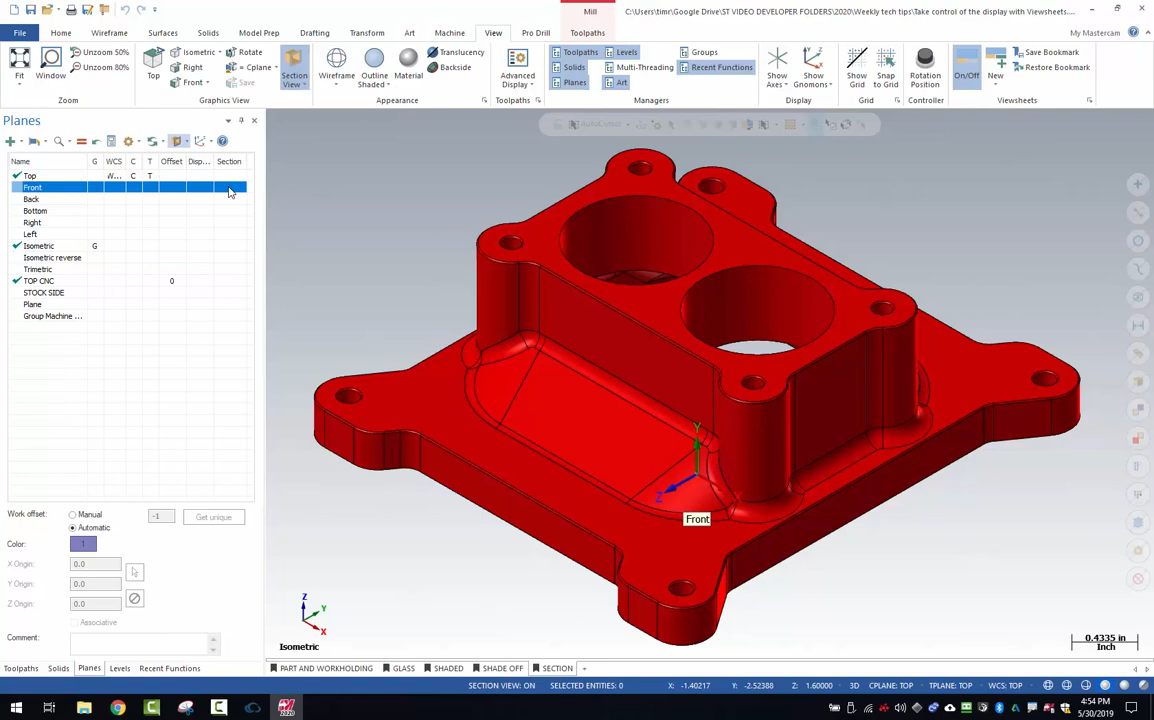 Mill
C:\Users\timr\Google Drive\ST VIDEO DEVELOPER FOLDERS\2020\Weekly tech tips\Take control of the display with Viewsheets....
File
Home
Wireframe
Surfaces
Solids
Model Prep
Drafting
Transform
Art
Machine
View
Pro Drill
Toolpaths
My Mastercam
Fit
Window
Unzoom 50%
Unzoom 80%
Zoom
Top
Isometric
Right
Front
Rotate
= Cplane
Save
Section View
Graphics View
Wireframe
Outline Shaded
Material
Translucency
Backside
Appearance
Advanced Display
Toolpaths
Toolpaths
Solids
Planes
Levels
Multi-Threading
Art
Groups
Recent Functions
Managers
Show Axes
Show Gnomons
Display
Show Grid
Snap to Grid
Grid
Rotation Position
Controller
On/Off
New
Save Bookmark
Restore Bookmark
Viewsheets
Planes
Name G WCS C T Offset Disp... Section
Top W... C T
Front
Back
Bottom
Right
Left
Isometric G
Isometric reverse
Trimetric
TOP CNC 0
STOCK SIDE
Plane
Group Machine ...
Work offset:
Manual
-1
Get unique
Automatic
Color:
1
X Origin: 0.0
Y Origin: 0.0
Z Origin: 0.0
Associative
Comment:
AutoCursor
Y
Z
Front
Z
Y
X
Isometric
0.4335 in
Inch
Toolpaths
Solids
Planes
Levels
Recent Functions
PART AND WORKHOLDING
GLASS
SHADED
SHADE OFF
SECTION
+
SECTION VIEW: ON
SELECTED ENTITIES: 0
X: -1.40217
Y: -2.52388
Z: 1.60000
3D
CPLANE: TOP
TPLANE: TOP
WCS: TOP
2020
4:54 PM
5/30/2019